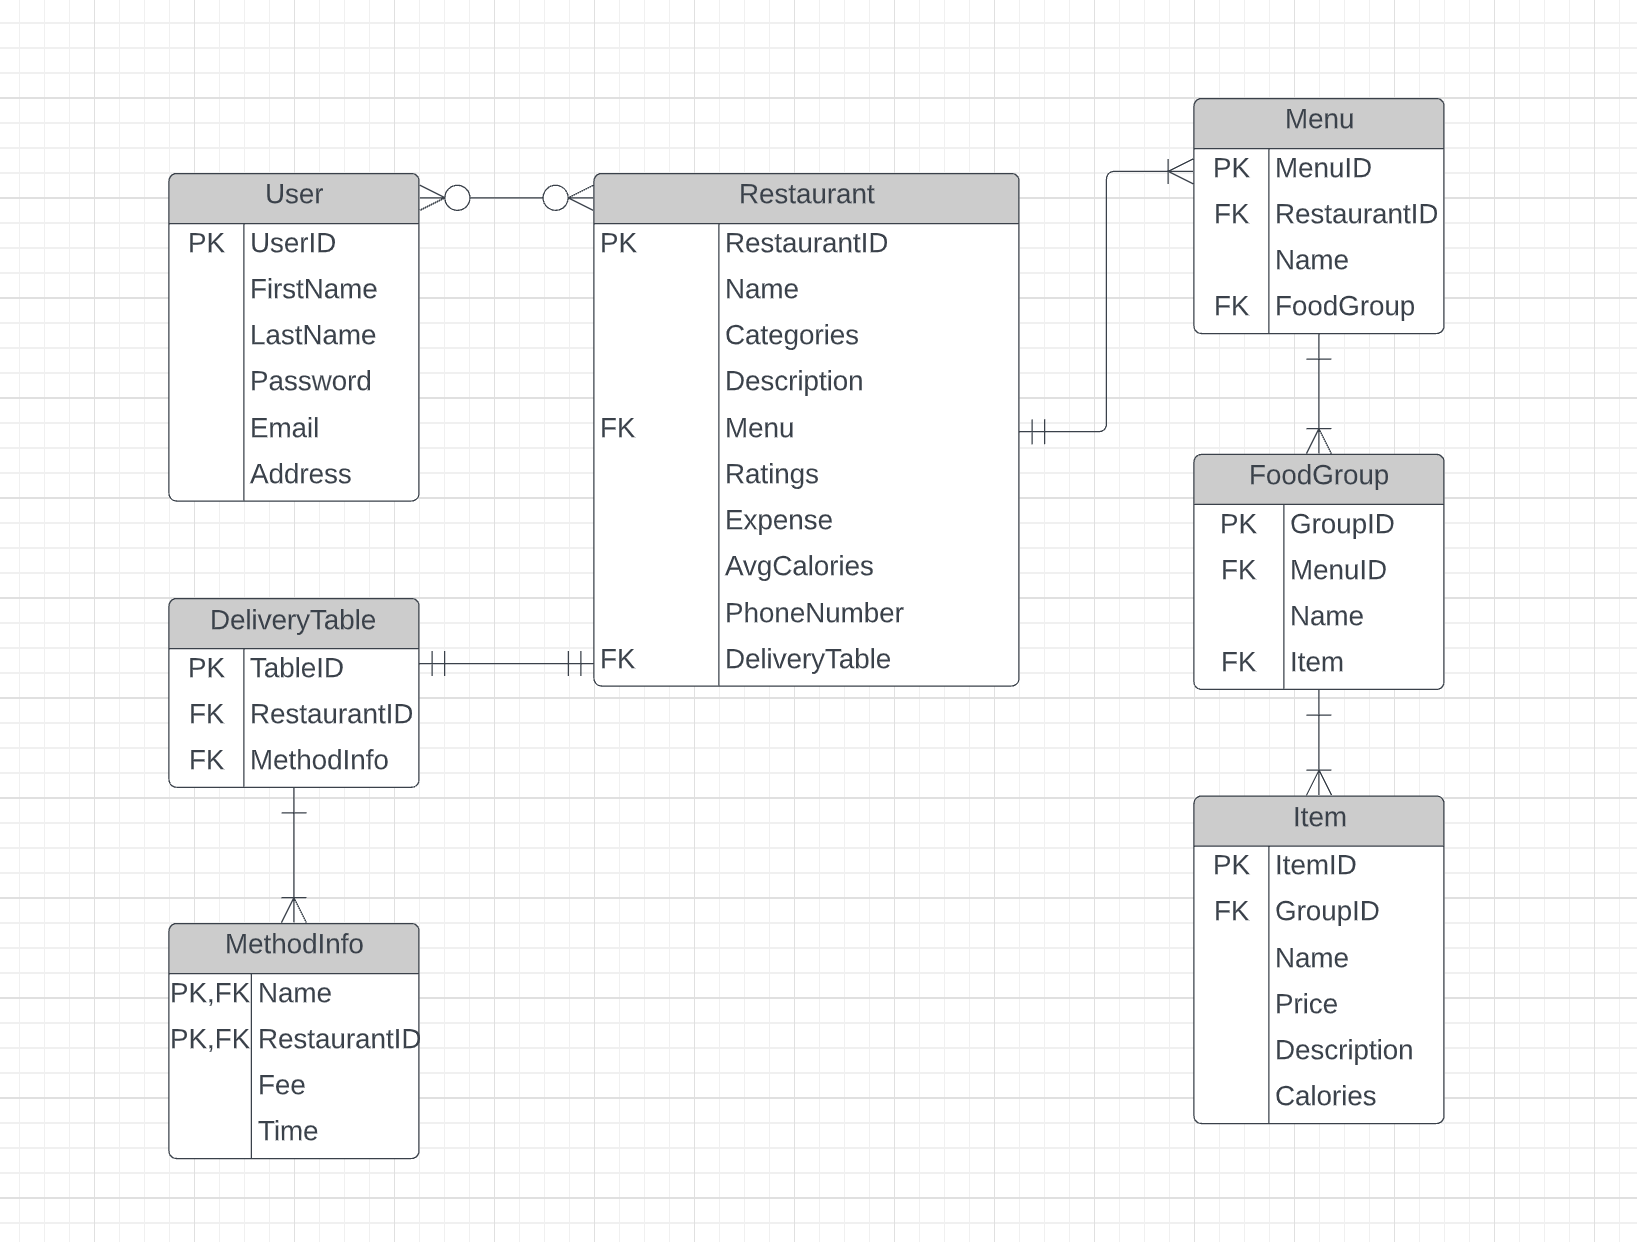 User
PK UserID
FirstName
LastName
Password
Email
Address
Restaurant
PK RestaurantID
Name
Categories
Description
FK Menu
Ratings
Expense
AvgCalories
PhoneNumber
FK DeliveryTable
Menu
PK MenuID
FK RestaurantID
Name
FK FoodGroup
FoodGroup
PK GroupID
FK MenuID
Name
FK Item
DeliveryTable
PK TableID
FK RestaurantID
FK MethodInfo
MethodInfo
PK,FK Name
PK,FK RestaurantID
Fee
Time
Item
PK ItemID
FK GroupID
Name
Price
Description
Calories